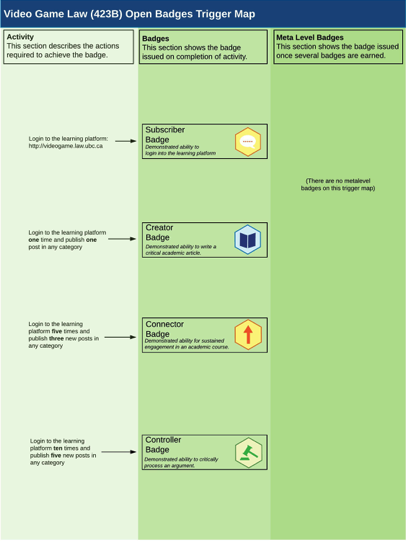 Video Game Law (423B) Open Badges Trigger Map
Activity
This section describes the actions
required to achieve the badge.
Badges
This section shows the badge
issued on completion of activity.
Meta Level Badges
This section shows the badge issued
once several badges are earned.
Login to the learning platform:
http://videogame.law.ubc.ca
Subscriber
Badge
Demonstrated ability to
login into the learning platform
(There are no metalevel
badges on this trigger map)
Login to the learning platform
one time and publish one
post in any category
Creator
Badge
Demonstrated ability to write a
critical academic article.
Login to the learning
platform five times and
publish three new posts in
any category
Connector
Badge
Demonstrated ability for sustained
engagement in an academic course.
Login to the learning
platform ten times and
publish five new posts in
any category
Controller
Badge
Demonstrated ability to critically
process an argument.